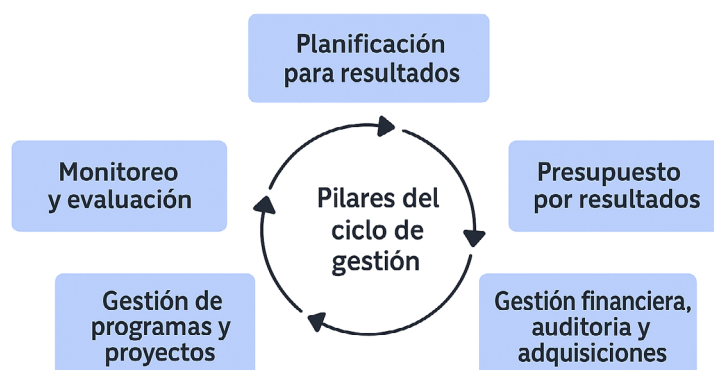 Planificación
para resultados
Monitoreo
y evaluación
Pilares del
ciclo de
gestión
Presupuesto
por resultados
Gestión de
programas y
proyectos
Gestión financiera,
auditoria y
adquisiciones